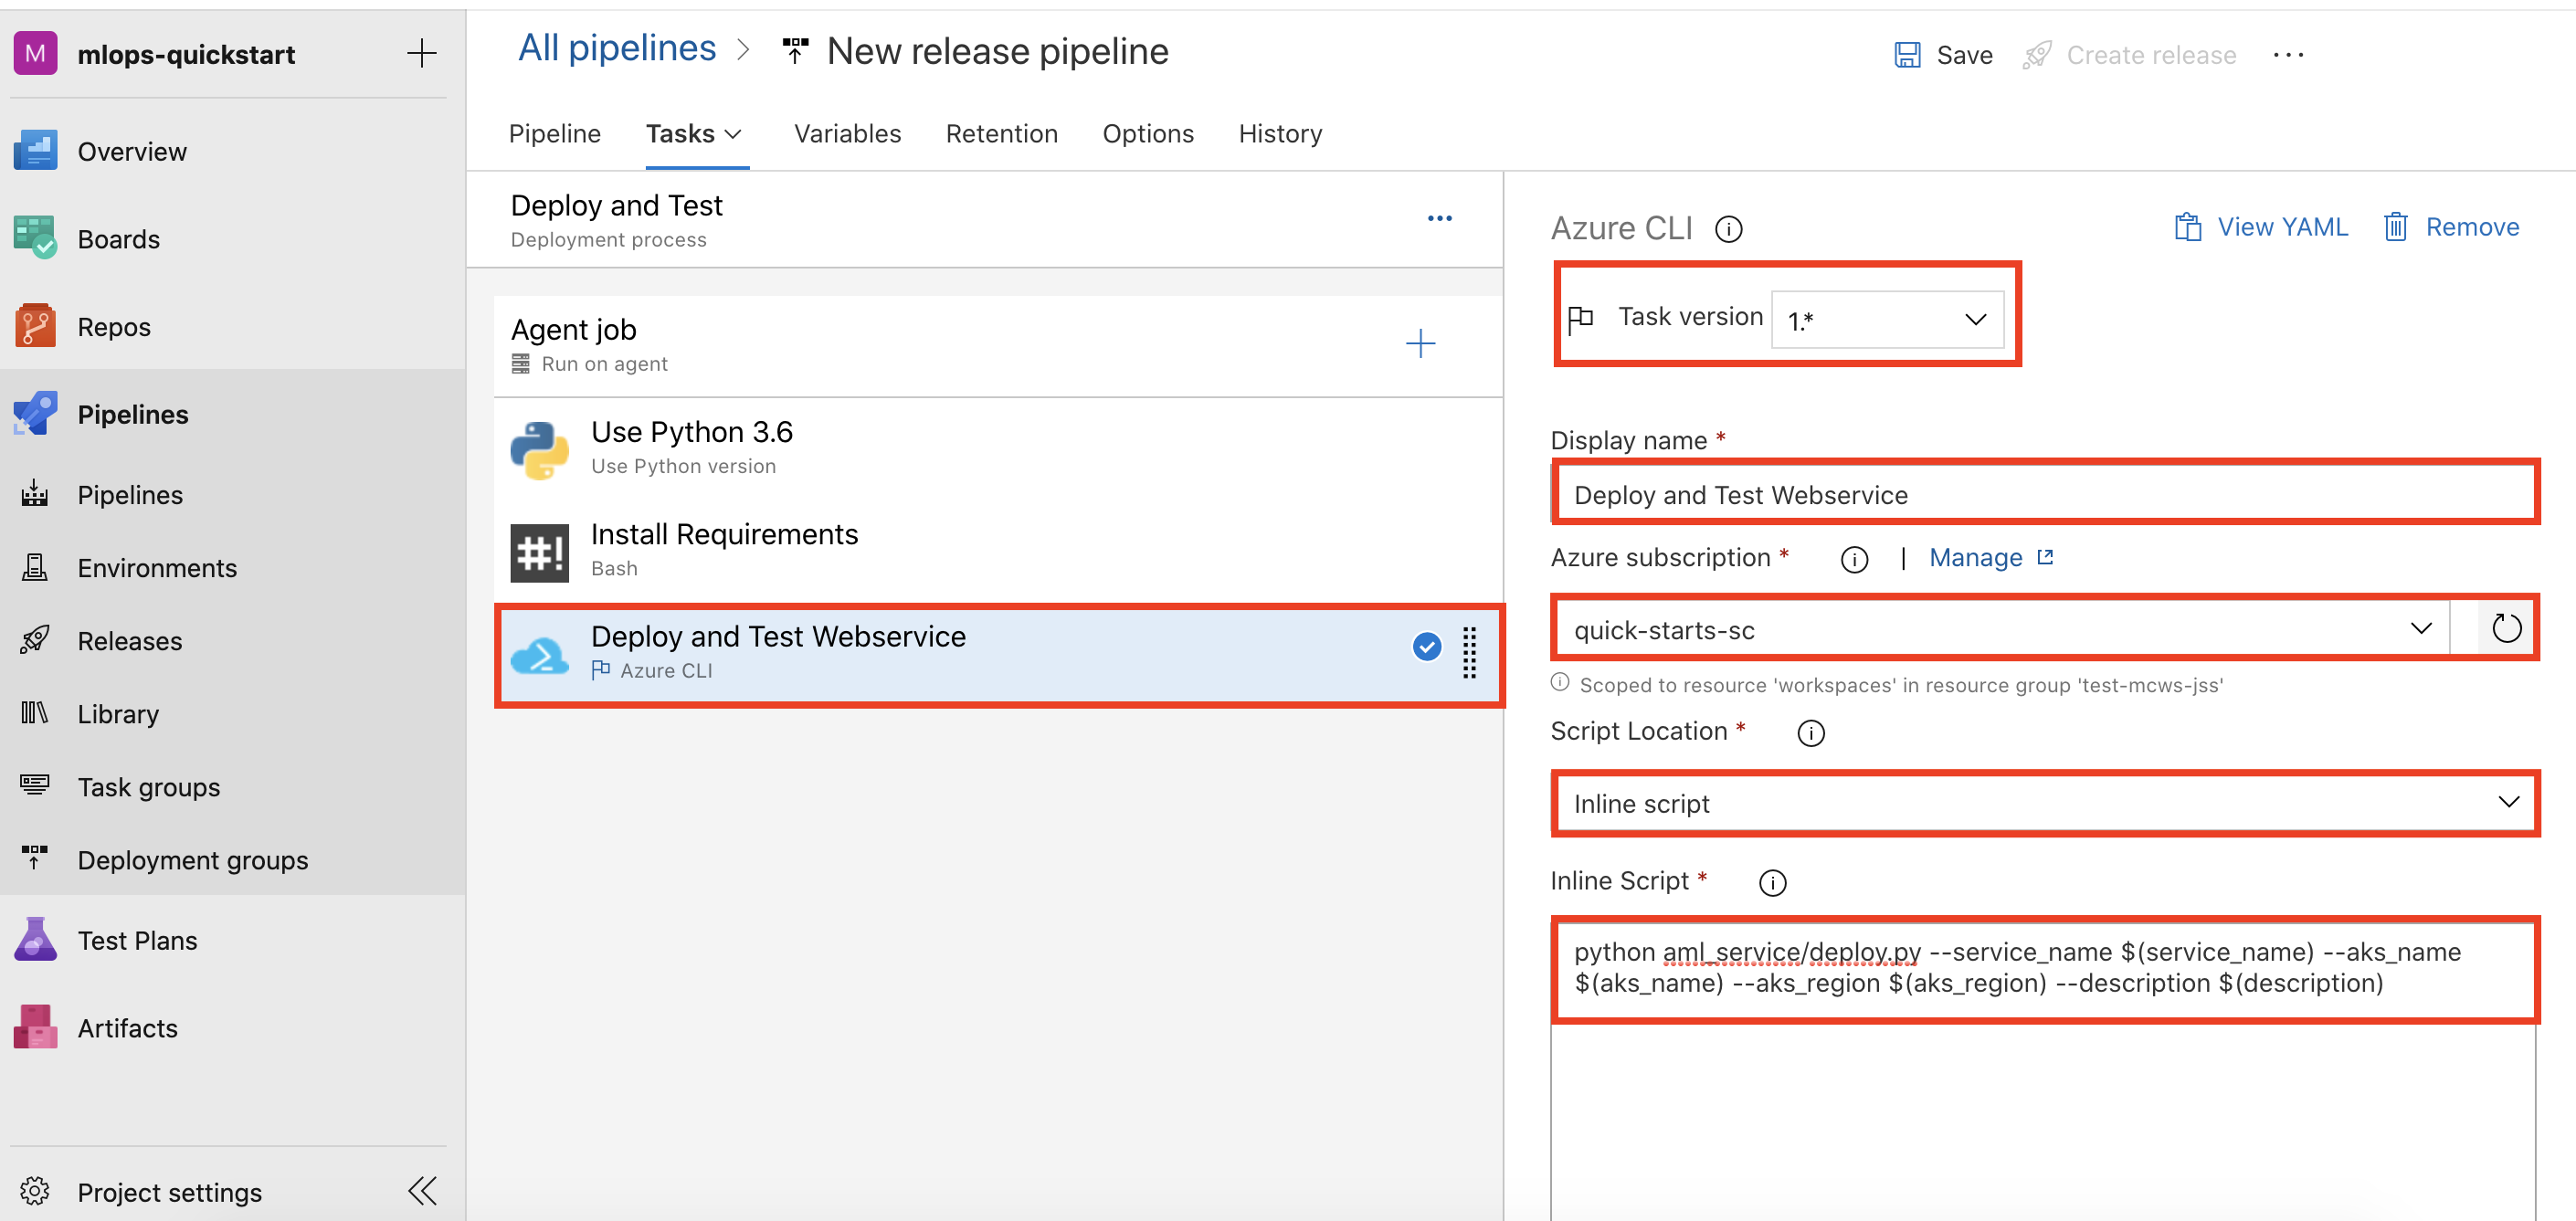 M
mlops-quickstart
Overview
Boards
Repos
Pipelines
Pipelines
Environments
Releases
Library
Task groups
Deployment groups
Test Plans
Artifacts
Project settings
All pipelines
New release pipeline
Save
Create release
Pipeline
Tasks
Variables
Retention
Options
History
Deploy and Test
Deployment process
Agent job
Run on agent
Use Python 3.6
Use Python version
#!
Install Requirements
Bash
Deploy and Test Webservice
Azure CLI
Azure CLI
View YAML
Remove
Task version
1.*
Display name *
Deploy and Test Webservice
Azure subscription *
| Manage
quick-starts-sc
Scoped to resource 'workspaces' in resource group 'test-mcws-jss'
Script Location *
Inline script
Inline Script *
python aml_service/deploy.py --service_name $(service_name) --aks_name
$(aks_name) --aks_region $(aks_region) --description $(description)